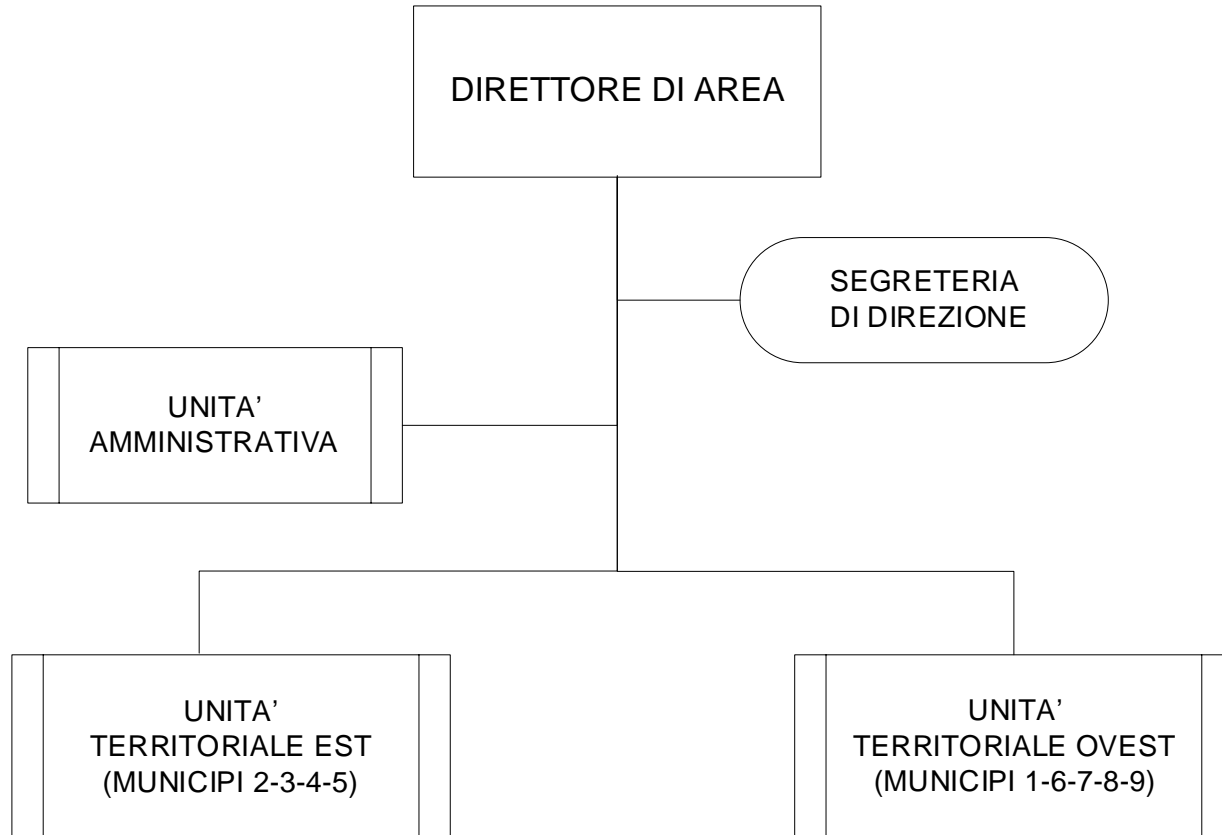 DIRETTORE DI AREA
SEGRETERIA
DI DIREZIONE
UNITA’
AMMINISTRATIVA
UNITA’
TERRITORIALE EST
(MUNICIPI 2-3-4-5)
UNITA’
TERRITORIALE OVEST
(MUNICIPI 1-6-7-8-9)